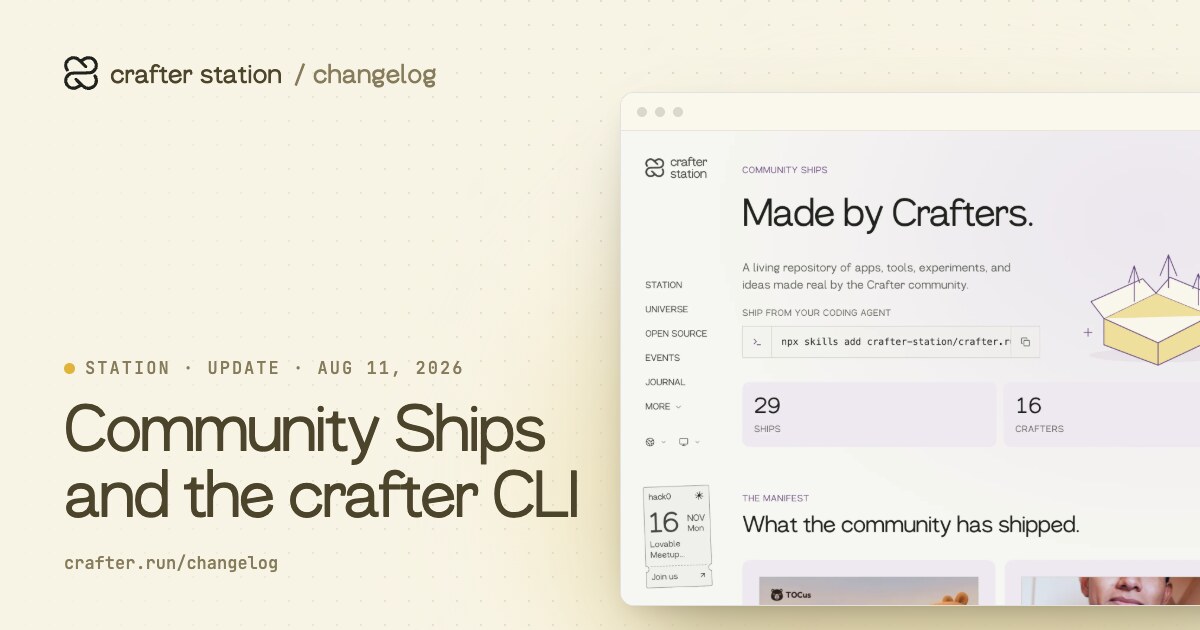 crafter station / changelog
STATION · UPDATE · AUG 11, 2026
Community Ships
and the crafter CLI
crafter.run/changelog
crafter
station
STATION
UNIVERSE
OPEN SOURCE
EVENTS
JOURNAL
MORE
hack0
16 NOV
Mon
Lovable
Meetup...
Join us
COMMUNITY SHIPS
Made by Crafters.
A living repository of apps, tools, experiments, and
ideas made real by the Crafter community.
SHIP FROM YOUR CODING AGENT
npx skills add crafter-station/crafter.r
29
SHIPS
16
CRAFTERS
THE MANIFEST
What the community has shipped.
TOCus